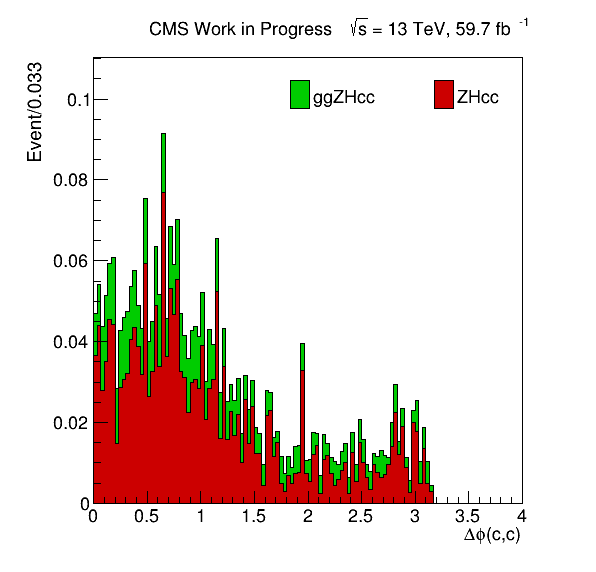 CMS Work in Progress √s = 13 TeV, 59.7 fb⁻¹
Event/0.033
ggZHcc ZHcc
0.1
0.08
0.06
0.04
0.02
0
0 0.5 1 1.5 2 2.5 3 3.5 4
Δϕ(c,c)